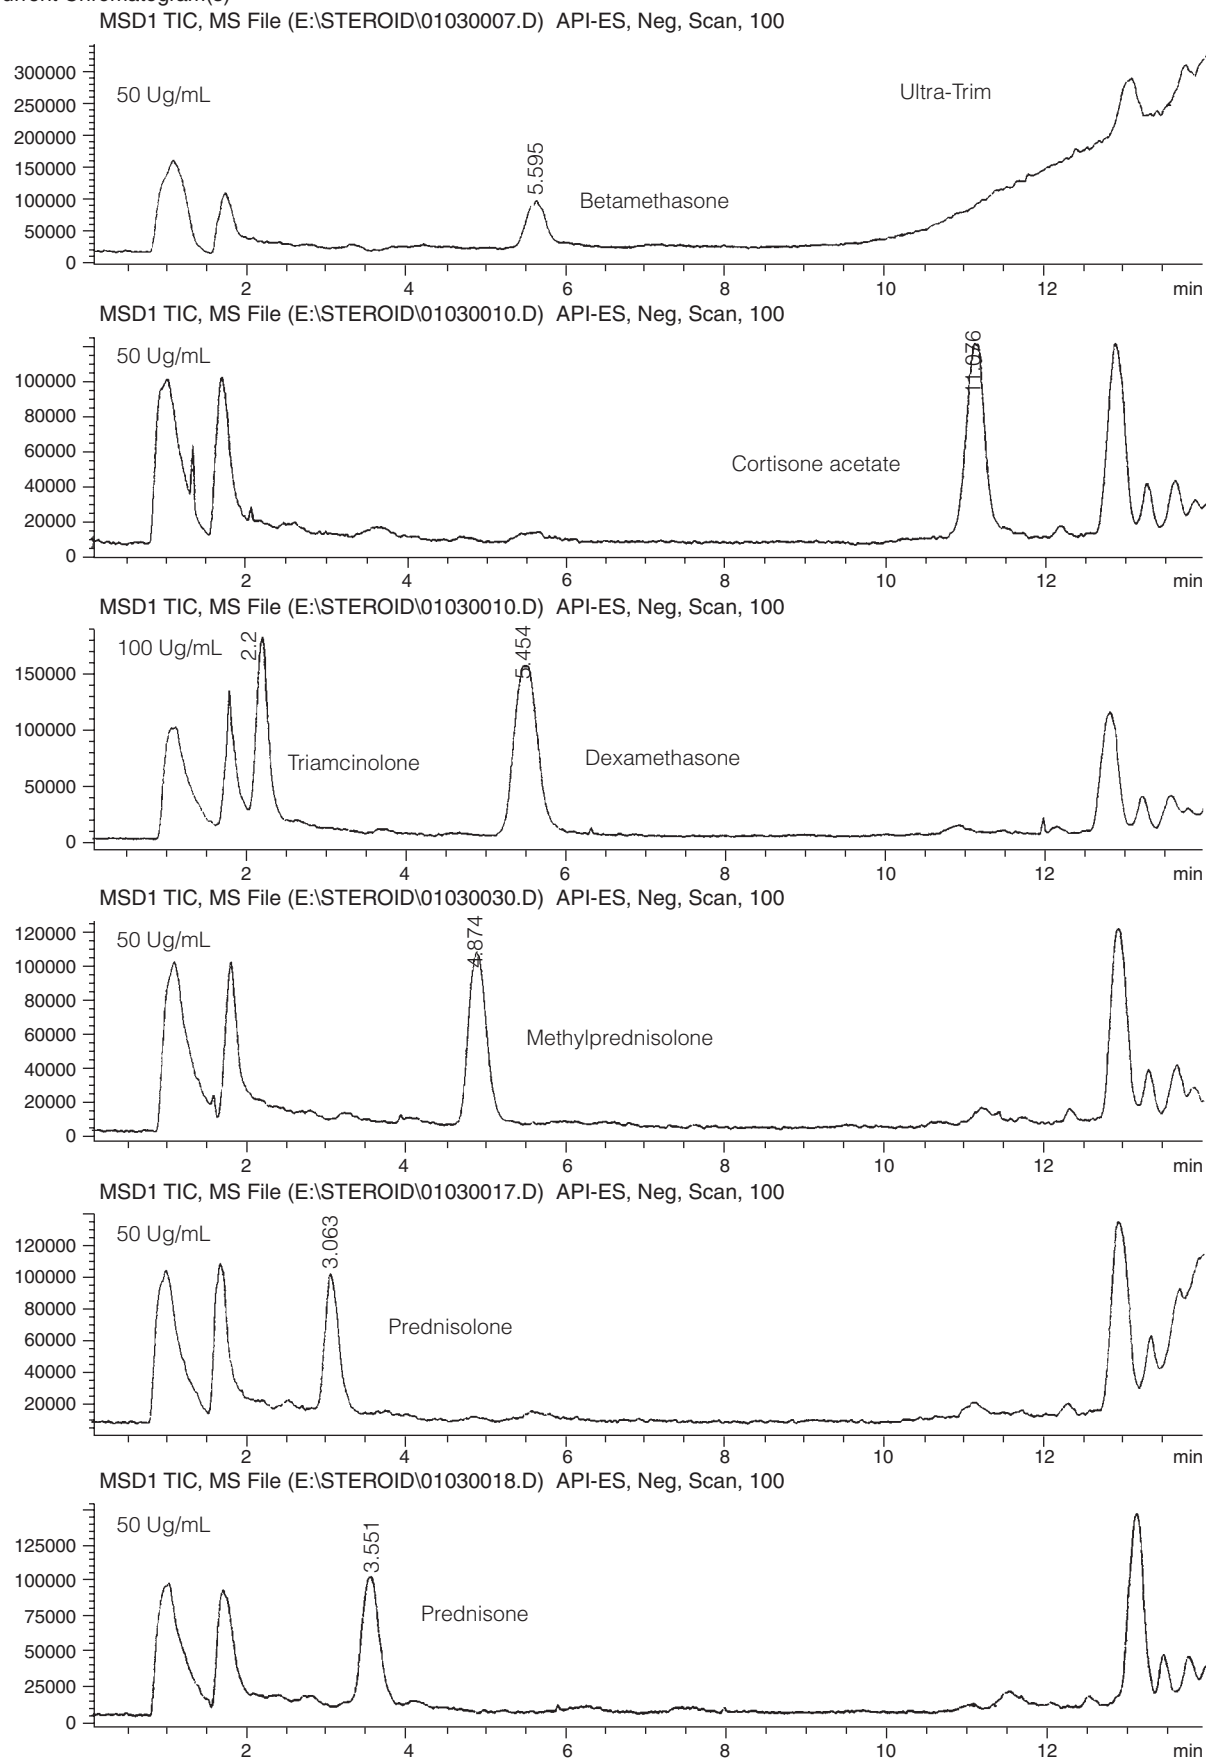 MSD1 TIC, MS File (E:\STEROID\01030007.D) API-ES, Neg, Scan, 100
300000
250000
200000
150000
100000
50000
0
50 Ug/mL
Ultra-Trim
5.595
Betamethasone
2 4 6 8 10 12 min
MSD1 TIC, MS File (E:\STEROID\01030010.D) API-ES, Neg, Scan, 100
100000
80000
60000
40000
20000
0
50 Ug/mL
11.076
Cortisone acetate
2 4 6 8 10 12 min
MSD1 TIC, MS File (E:\STEROID\01030010.D) API-ES, Neg, Scan, 100
150000
100000
50000
0
100 Ug/mL
2.2
5.454
Triamcinolone
Dexamethasone
2 4 6 8 10 12 min
MSD1 TIC, MS File (E:\STEROID\01030030.D) API-ES, Neg, Scan, 100
120000
100000
80000
60000
40000
20000
0
50 Ug/mL
4.874
Methylprednisolone
2 4 6 8 10 12 min
MSD1 TIC, MS File (E:\STEROID\01030017.D) API-ES, Neg, Scan, 100
120000
100000
80000
60000
40000
20000
50 Ug/mL
3.063
Prednisolone
2 4 6 8 10 12 min
MSD1 TIC, MS File (E:\STEROID\01030018.D) API-ES, Neg, Scan, 100
125000
100000
75000
50000
25000
0
50 Ug/mL
3.551
Prednisone
2 4 6 8 10 12 min